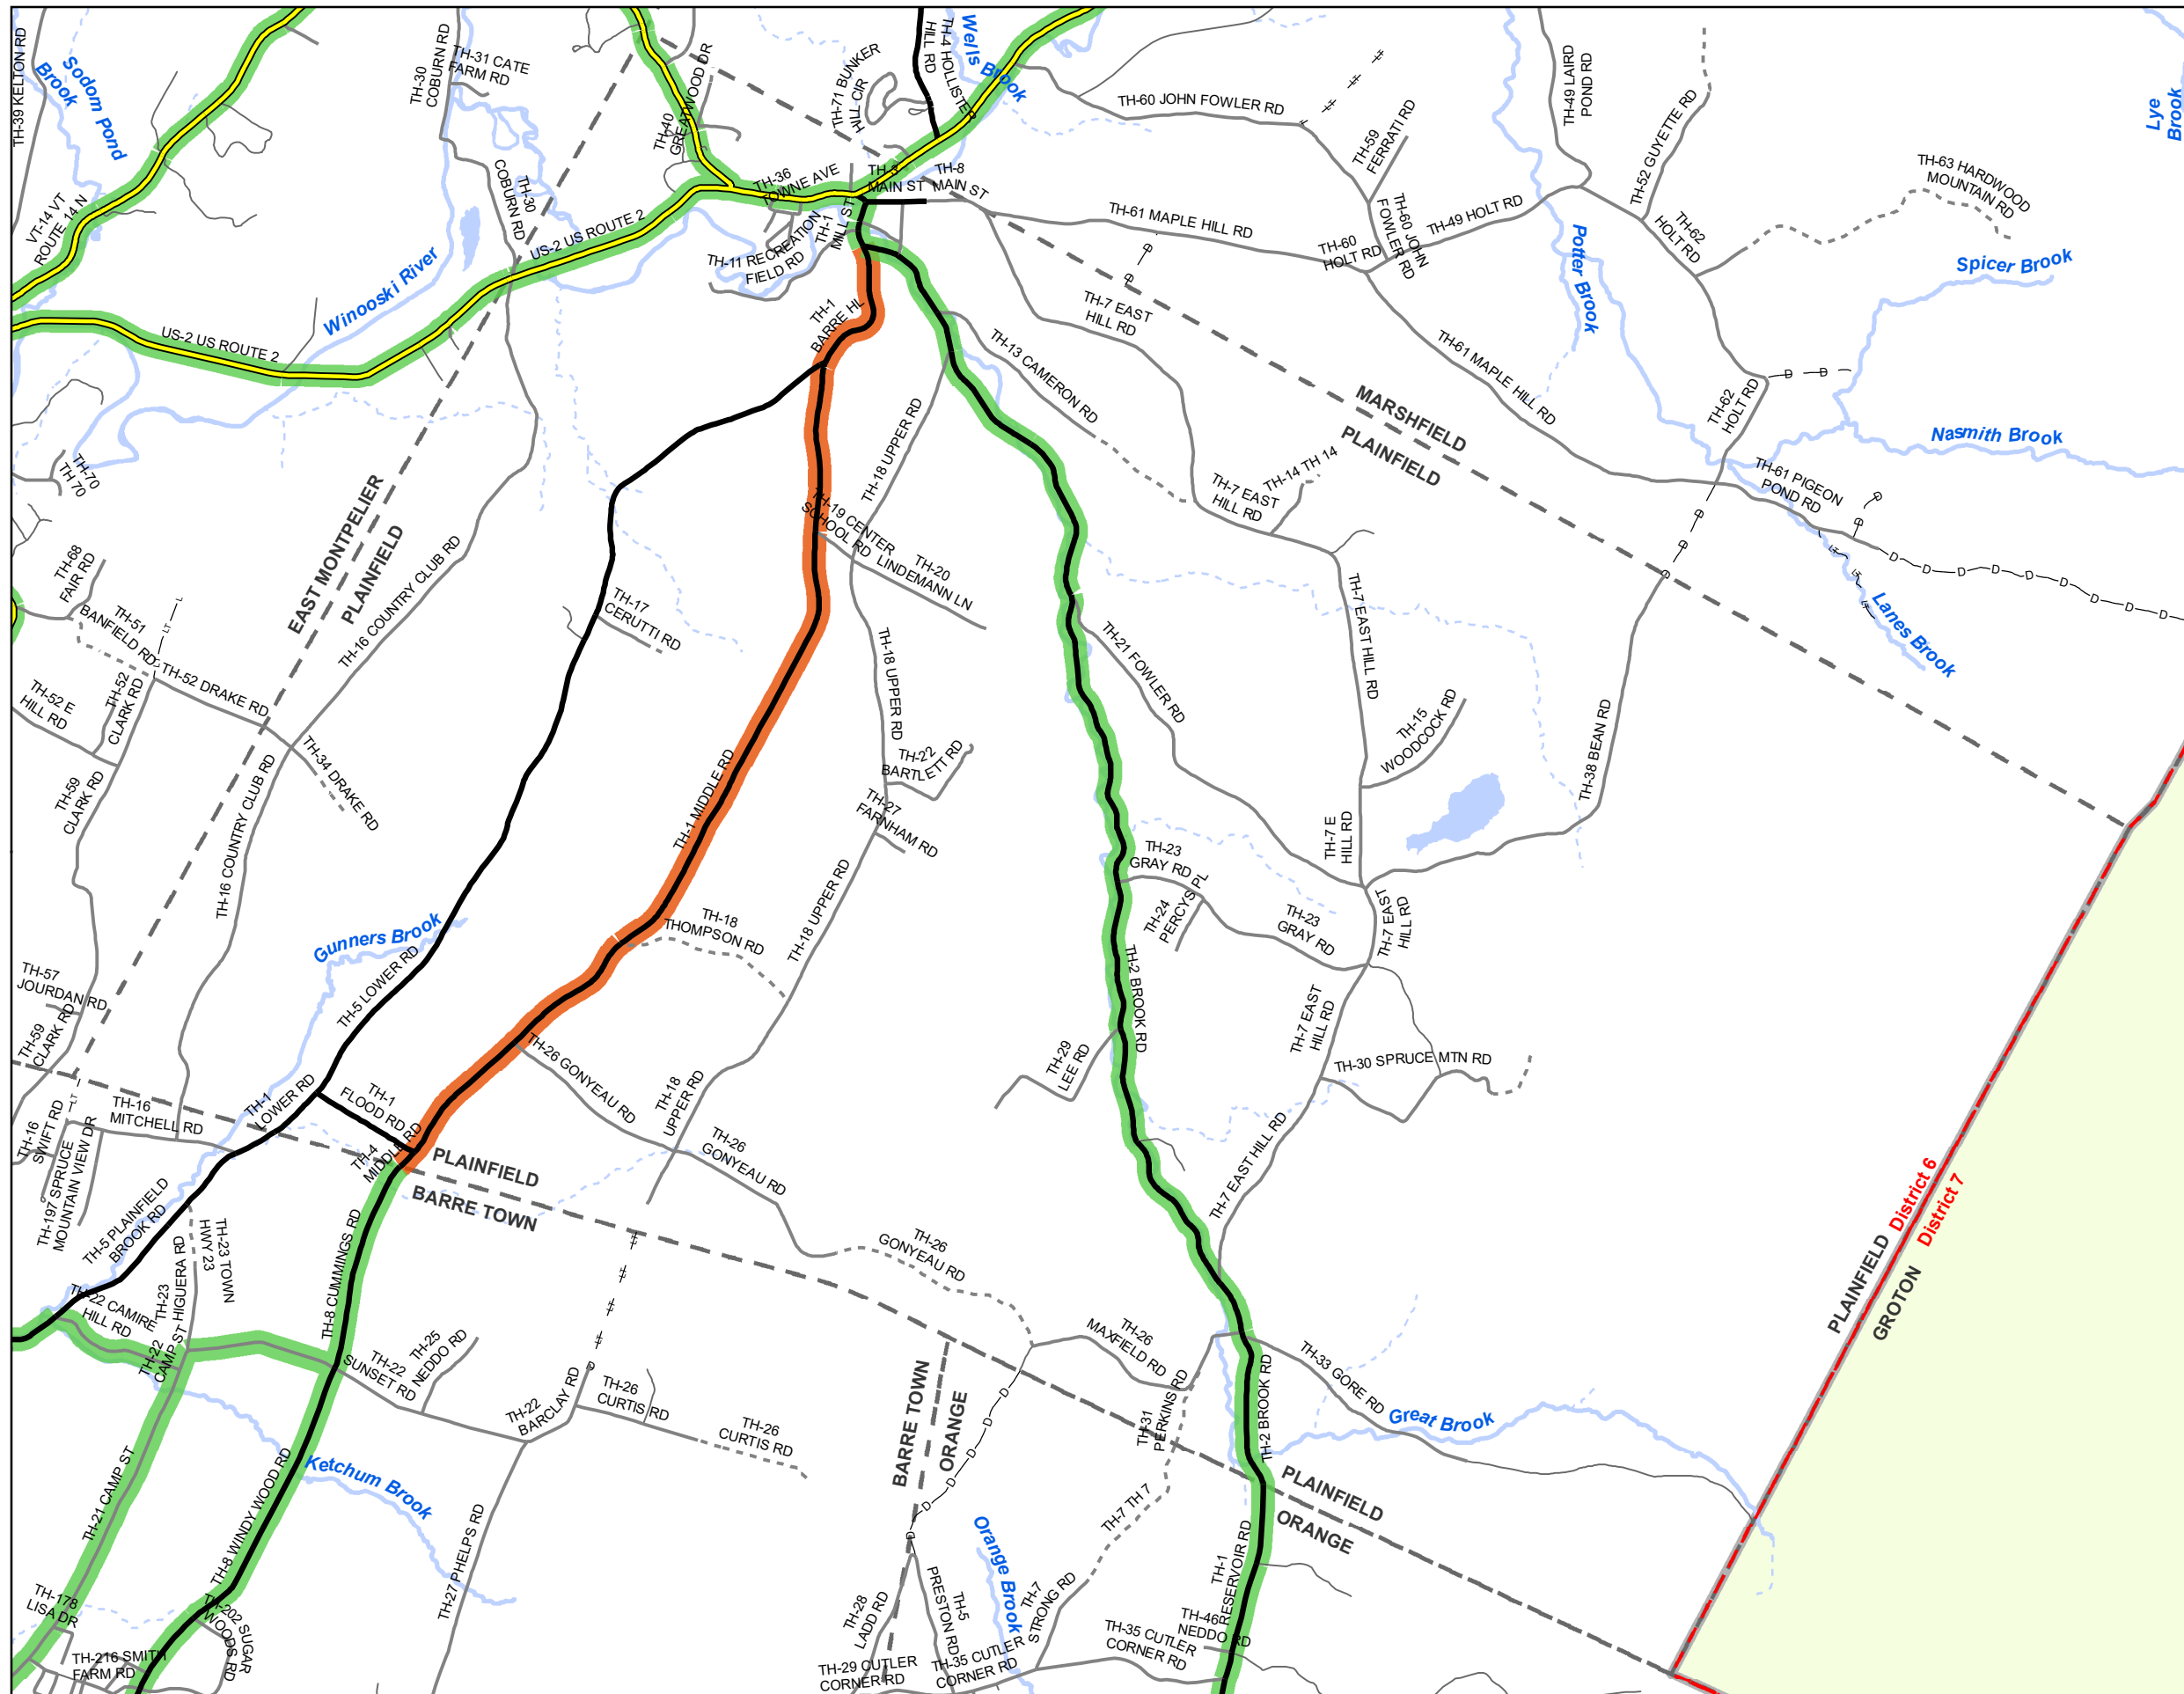 TH-39 KELTON RD
Sodom Pond
Brook
TH-30
COBURN RD
TH-31 CATE
FARM RD
TH-40
GREATWOOD DR
TH-71 BUNKER
HILL CIR
TH-4 HOLLISTER
HILL RD
Wells Brook
TH-60 JOHN FOWLER RD
TH-59
FERRATI RD
TH-49 LAIRD
POND RD
TH-52 GUYETTE RD
Lye
Brook
TH-63 HARDWOOD
MOUNTAIN RD
VT-14 VT
ROUTE 14 N
TH-30
COBURN RD
TH-36
TOWNE AVE
TH-3
MAIN ST
TH-8
MAIN ST
TH-1
MILL ST
US-2 US ROUTE 2
TH-11 RECREATION
FIELD RD
TH-61 MAPLE HILL RD
TH-60
HOLT RD
TH-60 JOHN
FOWLER RD
TH-49 HOLT RD
TH-62
HOLT RD
Potter Brook
Spicer Brook
Winooski River
US-2 US ROUTE 2
TH-1
BARRE HL
TH-7 EAST
HILL RD
TH-13 CAMERON RD
TH-61 MAPLE HILL RD
MARSHFIELD
PLAINFIELD
TH-62
HOLT RD
Nasmith Brook
TH-70
TH 70
TH-18 UPPER RD
TH-14 TH 14
TH-7 EAST
HILL RD
TH-61 PIGEON
POND RD
EAST MONTPELIER
PLAINFIELD
TH-19 CENTER
SCHOOL RD
TH-20
LINDEMANN LN
TH-68
FAIR RD
TH-51
BANFIELD RD
TH-16 COUNTRY CLUB RD
TH-17
CERUTTI RD
TH-7 EAST HILL RD
Lanes Brook
TH-52 E
HILL RD
TH-52
CLARK RD
TH-52 DRAKE RD
TH-18 UPPER RD
TH-21 FOWLER RD
TH-15
WOODCOCK RD
TH-38 BEAN RD
TH-34 DRAKE RD
TH-59
CLARK RD
TH-16 COUNTRY CLUB RD
TH-1 MIDDLE RD
TH-22
BARTLETT RD
TH-27
FARNHAM RD
TH-7 E
HILL RD
TH-23
GRAY RD
TH-24
PERCYS PL
TH-23
GRAY RD
TH-7 EAST
HILL RD
Gunners Brook
TH-5 LOWER RD
TH-18
THOMPSON RD
TH-18 UPPER RD
TH-2 BROOK RD
TH-57
JOURDAN RD
TH-59
CLARK RD
TH-7 EAST
HILL RD
TH-30 SPRUCE MTN RD
TH-26 GONYEAU RD
TH-29
LEE RD
TH-1
LOWER RD
TH-1
FLOOD RD
TH-18
UPPER RD
TH-16
SWIFT RD
TH-16
MITCHELL RD
TH-4
MIDDLE RD
PLAINFIELD
BARRE TOWN
TH-26
GONYEAU RD
TH-7 EAST HILL RD
TH-197 SPRUCE
MOUNTAIN VIEW DR
TH-5 PLAINFIELD
BROOK RD
TH-23 TOWN
HWY 23
TH-23
HIGUERA RD
TH-8 CUMMINGS RD
TH-26
GONYEAU RD
District 6
District 7
PLAINFIELD
GROTON
TH-22 CAMIRE
HILL RD
TH-22
CAMP ST
TH-22
SUNSET RD
TH-25
NEDDO RD
TH-26
MAXFIELD RD
TH-33 GORE RD
TH-22
BARCLAY RD
TH-26
CURTIS RD
TH-26
CURTIS RD
BARRE TOWN
ORANGE
TH-31
PERKINS RD
TH-2 BROOK RD
Great Brook
TH-21 CAMP ST
Ketchum Brook
TH-8 WINDY WOOD RD
PLAINFIELD
ORANGE
TH-7 TH 7
Orange Brook
TH-27 PHELPS RD
TH-1
RESERVOIR RD
TH-178
LISA DR
TH-202 SUGAR
WOODS RD
TH-28
LADD RD
TH-5
PRESTON RD
TH-7
STRONG RD
TH-46
NEDDO RD
TH-35 CUTLER
CORNER RD
TH-216 SMITH
FARM RD
TH-29 CUTLER
CORNER RD
TH-35 CUTLER
CORNER RD